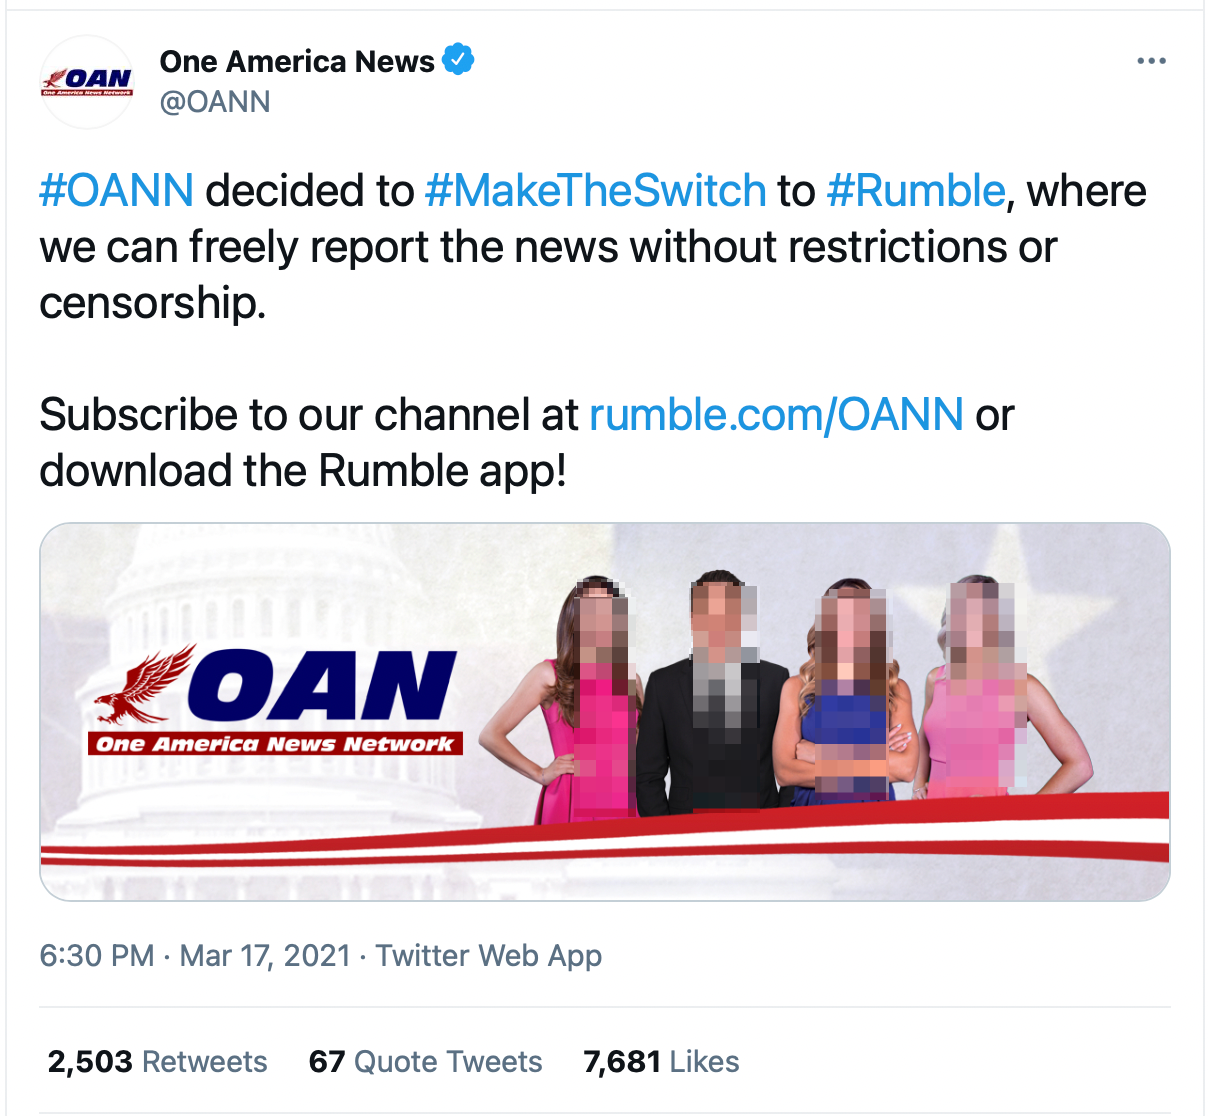 OAN
One America News Network
One America News
@OANN
#OANN decided to #MakeTheSwitch to #Rumble, where
we can freely report the news without restrictions or
censorship.
Subscribe to our channel at rumble.com/OANN or
download the Rumble app!
OAN
One America News Network
6:30 PM · Mar 17, 2021 · Twitter Web App
2,503 Retweets 67 Quote Tweets 7,681 Likes